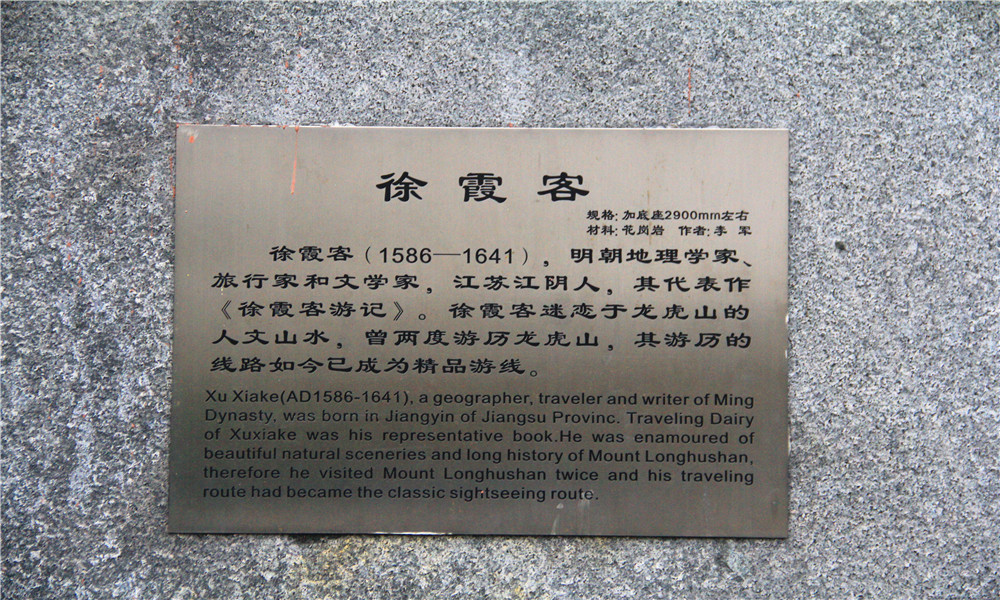 徐霞客
规格：加底座2900mm左右
材料：花岗岩 作者：李 军
徐霞客（1586—1641），明朝地理学家、
旅行家和文学家，江苏江阴人，其代表作
《徐霞客游记》。徐霞客迷恋于龙虎山的
人文山水，曾两度游历龙虎山，其游历的
线路如今已成为精品游线。
Xu Xiake(AD1586-1641), a geographer, traveler and writer of Ming
Dynasty, was born in Jiangyin of Jiangsu Provinc. Traveling Dairy
of Xuxiake was his representative book.He was enamoured of
beautiful natural sceneries and long history of Mount Longhushan,
therefore he visited Mount Longhushan twice and his traveling
route had became the classic sightseeing route.